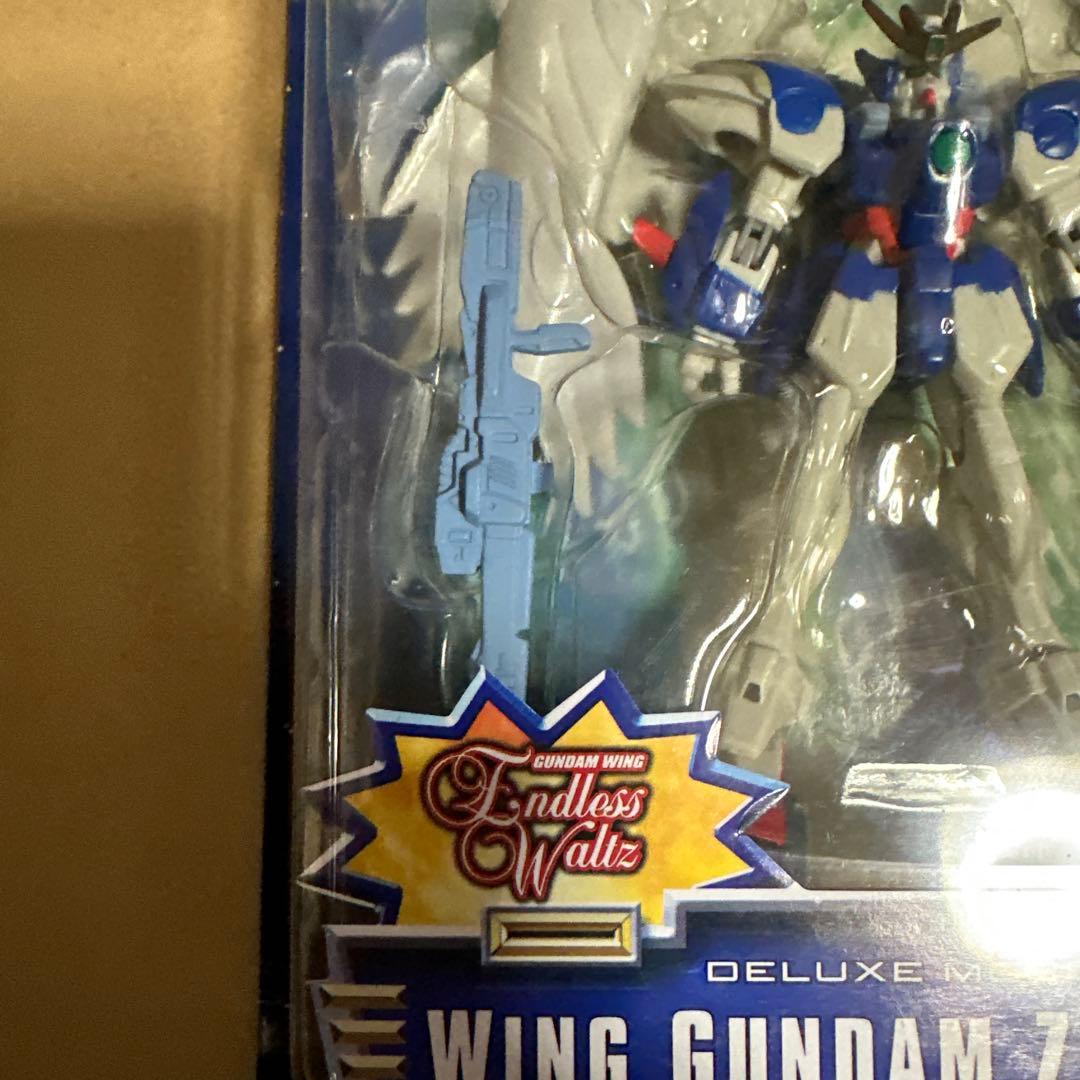 GUNDAM WING
Endless
Waltz
DELUXE M
WING GUNDAM Z